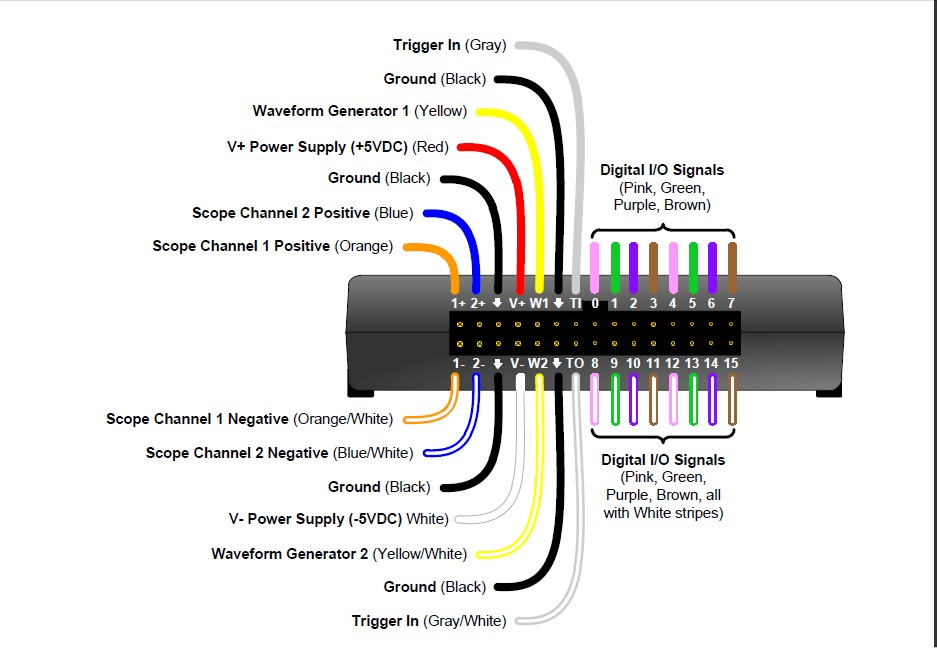 Trigger In (Gray)
Ground (Black)
Waveform Generator 1 (Yellow)
V+ Power Supply (+5VDC) (Red)
Ground (Black)
Scope Channel 2 Positive (Blue)
Scope Channel 1 Positive (Orange)
Digital I/O Signals
(Pink, Green,
Purple, Brown)
1+ 2+ V+ W1 TI 0 1 2 3 4 5 6 7
1- 2- V- W2 TO 8 9 10 11 12 13 14 15
Scope Channel 1 Negative (Orange/White)
Scope Channel 2 Negative (Blue/White)
Ground (Black)
V- Power Supply (-5VDC) White)
Waveform Generator 2 (Yellow/White)
Ground (Black)
Trigger In (Gray/White)
Digital I/O Signals
(Pink, Green,
Purple, Brown, all
with White stripes)